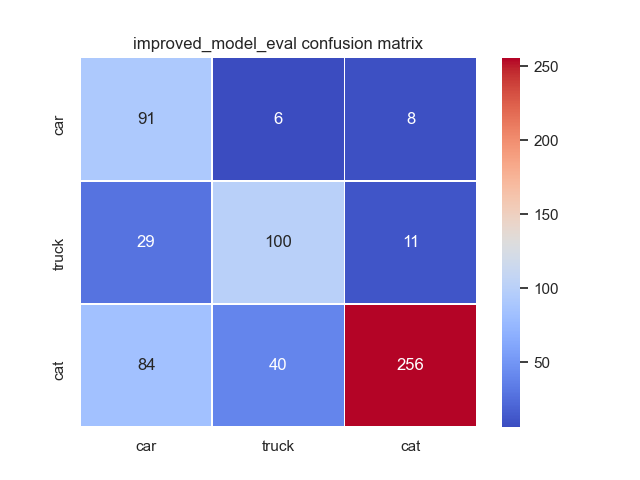 improved_model_eval confusion matrix
car
91
6
8
truck
29
100
11
cat
84
40
256
car
truck
cat
250
200
150
100
50